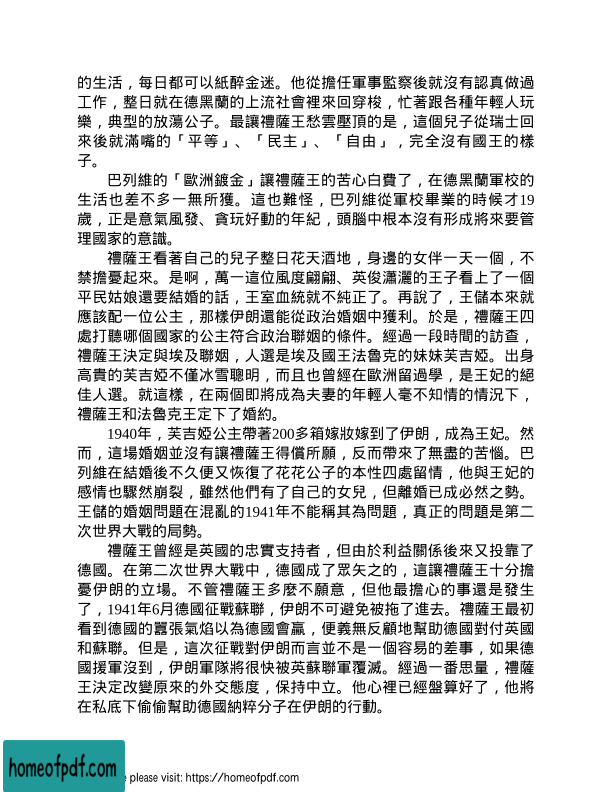 的生活，每日都可以紙醉金迷。他從擔任軍事監察後就沒有認真做過
工作，整日就在德黑蘭的上流社會裡來回穿梭，忙著跟各種年輕人玩
樂，典型的放蕩公子。最讓禮薩王愁雲壓頂的是，這個兒子從瑞士回
來後就滿嘴的「平等」、「民主」、「自由」，完全沒有國王的樣
子。
巴列維的「歐洲鍍金」讓禮薩王的苦心白費了，在德黑蘭軍校的
生活也差不多一無所獲。這也難怪，巴列維從軍校畢業的時候才19
歲，正是意氣風發、貪玩好動的年紀，頭腦中根本沒有形成將來要管
理國家的意識。
禮薩王看著自己的兒子整日花天酒地，身邊的女伴一天一個，不
禁擔憂起來。是啊，萬一這位風度翩翩、英俊瀟灑的王子看上了一個
平民姑娘還要結婚的話，王室血統就不純正了。再說了，王儲本來就
應該配一位公主，那樣伊朗還能從政治婚姻中獲利。於是，禮薩王四
處打聽哪個國家的公主符合政治聯姻的條件。經過一段時間的訪查，
禮薩王決定與埃及聯姻，人選是埃及國王法魯克的妹妹芙吉婭。出身
高貴的芙吉婭不僅冰雪聰明，而且也曾經在歐洲留過學，是王妃的絕
佳人選。就這樣，在兩個即將成為夫妻的年輕人毫不知情的情況下，
禮薩王和法魯克王定下了婚約。
1940年，芙吉婭公主帶著200多箱嫁妝嫁到了伊朗，成為王妃。然
而，這場婚姻並沒有讓禮薩王得償所願，反而帶來了無盡的苦惱。巴
列維在結婚後不久便又恢復了花花公子的本性四處留情，他與王妃的
感情也驟然崩裂，雖然他們有了自己的女兒，但離婚已成必然之勢。
王儲的婚姻問題在混亂的1941年不能稱其為問題，真正的問題是第二
次世界大戰的局勢。
禮薩王曾經是英國的忠實支持者，但由於利益關係後來又投靠了
德國。在第二次世界大戰中，德國成了眾矢之的，這讓禮薩王十分擔
憂伊朗的立場。不管禮薩王多麼不願意，但他最擔心的事還是發生
了，1941年6月德國征戰蘇聯，伊朗不可避免被拖了進去。禮薩王最初
看到德國的囂張氣焰以為德國會贏，便義無反顧地幫助德國對付英國
和蘇聯。但是，這次征戰對伊朗而言並不是一個容易的差事，如果德
國援軍沒到，伊朗軍隊將很快被英蘇聯軍覆滅。經過一番思量，禮薩
王決定改變原來的外交態度，保持中立。他心裡已經盤算好了，他將
在私底下偷偷幫助德國納粹分子在伊朗的行動。
homeofpdf.com
please visit: https://homeofpdf.com